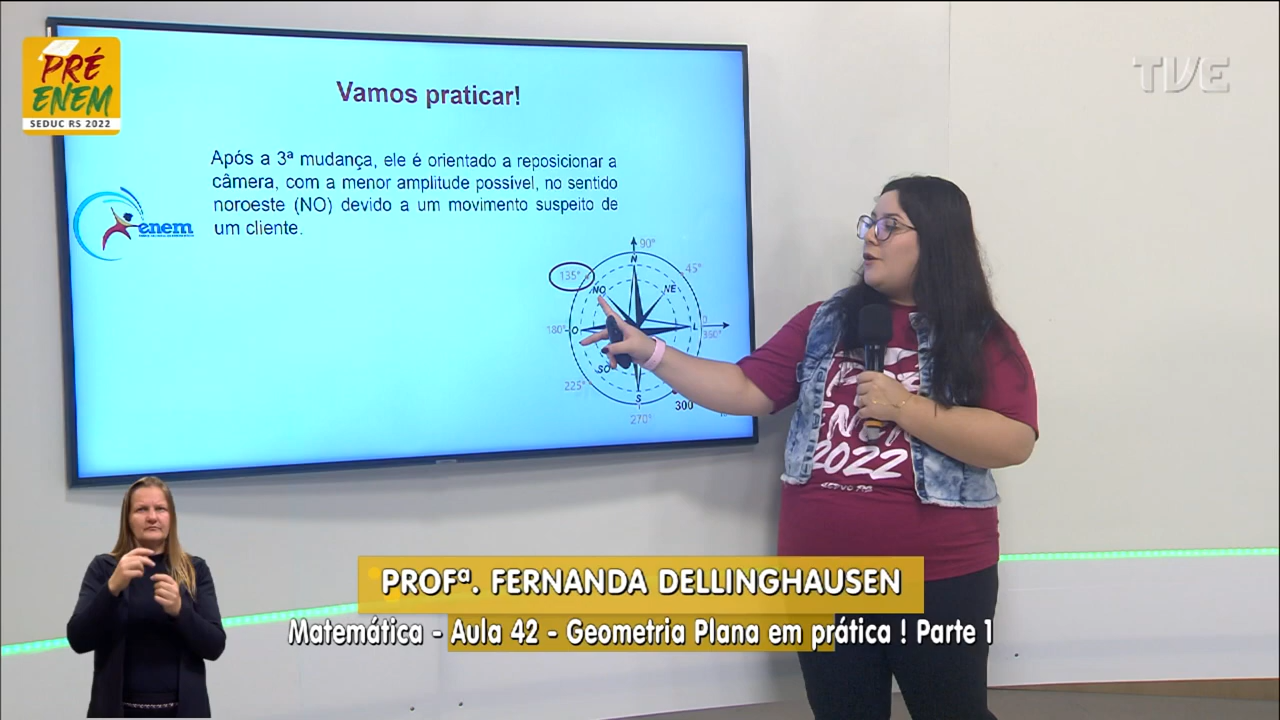 PRÉ
ENEM
SEDUC RS 2022
TVE
Vamos praticar!
Após a 3ª mudança, ele é orientado a reposicionar a
câmera, com a menor amplitude possível, no sentido
noroeste (NO) devido a um movimento suspeito de
um cliente.
enem
90°
N
135°
45°
NO
NE
180°
O
L
0
360°
SO
225°
S
300
270°
2022
PROFª. FERNANDA DELLINGHAUSEN
Matemática - Aula 42 - Geometria Plana em prática ! Parte 1